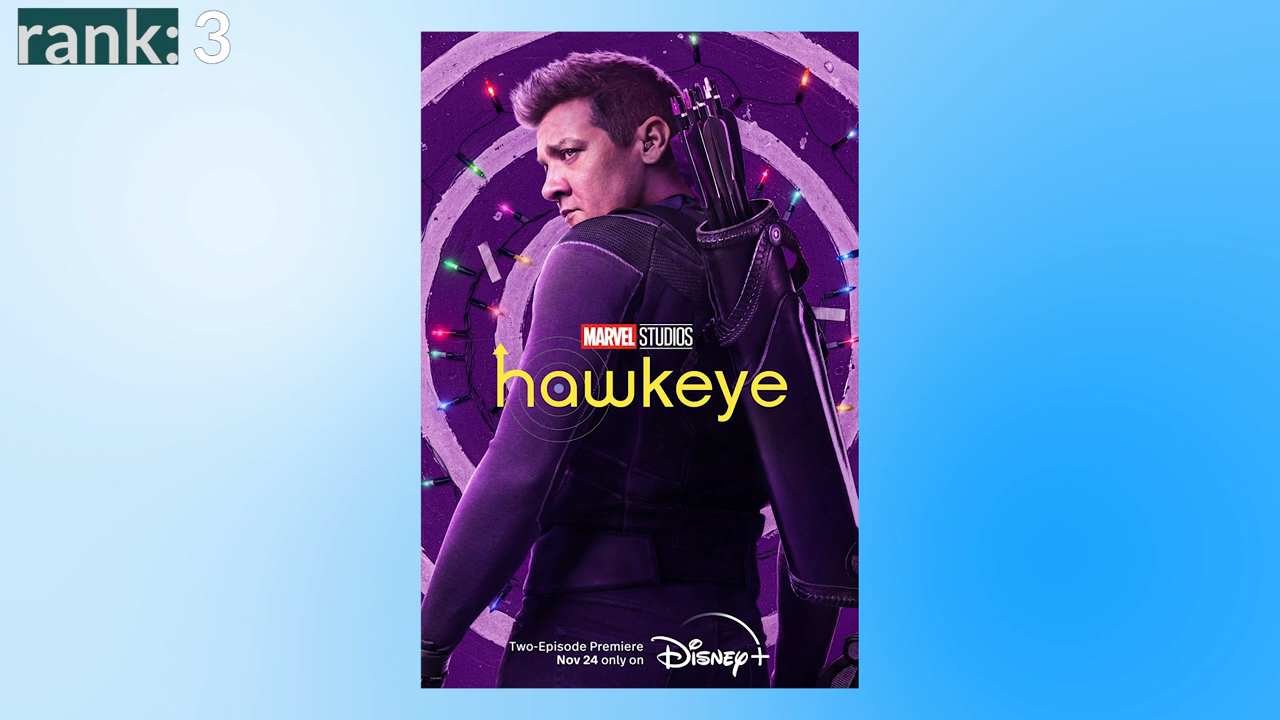 rank: 3
MARVEL STUDIOS
hawkeye
Two-Episode Premiere
Nov 24 only on
Disney+